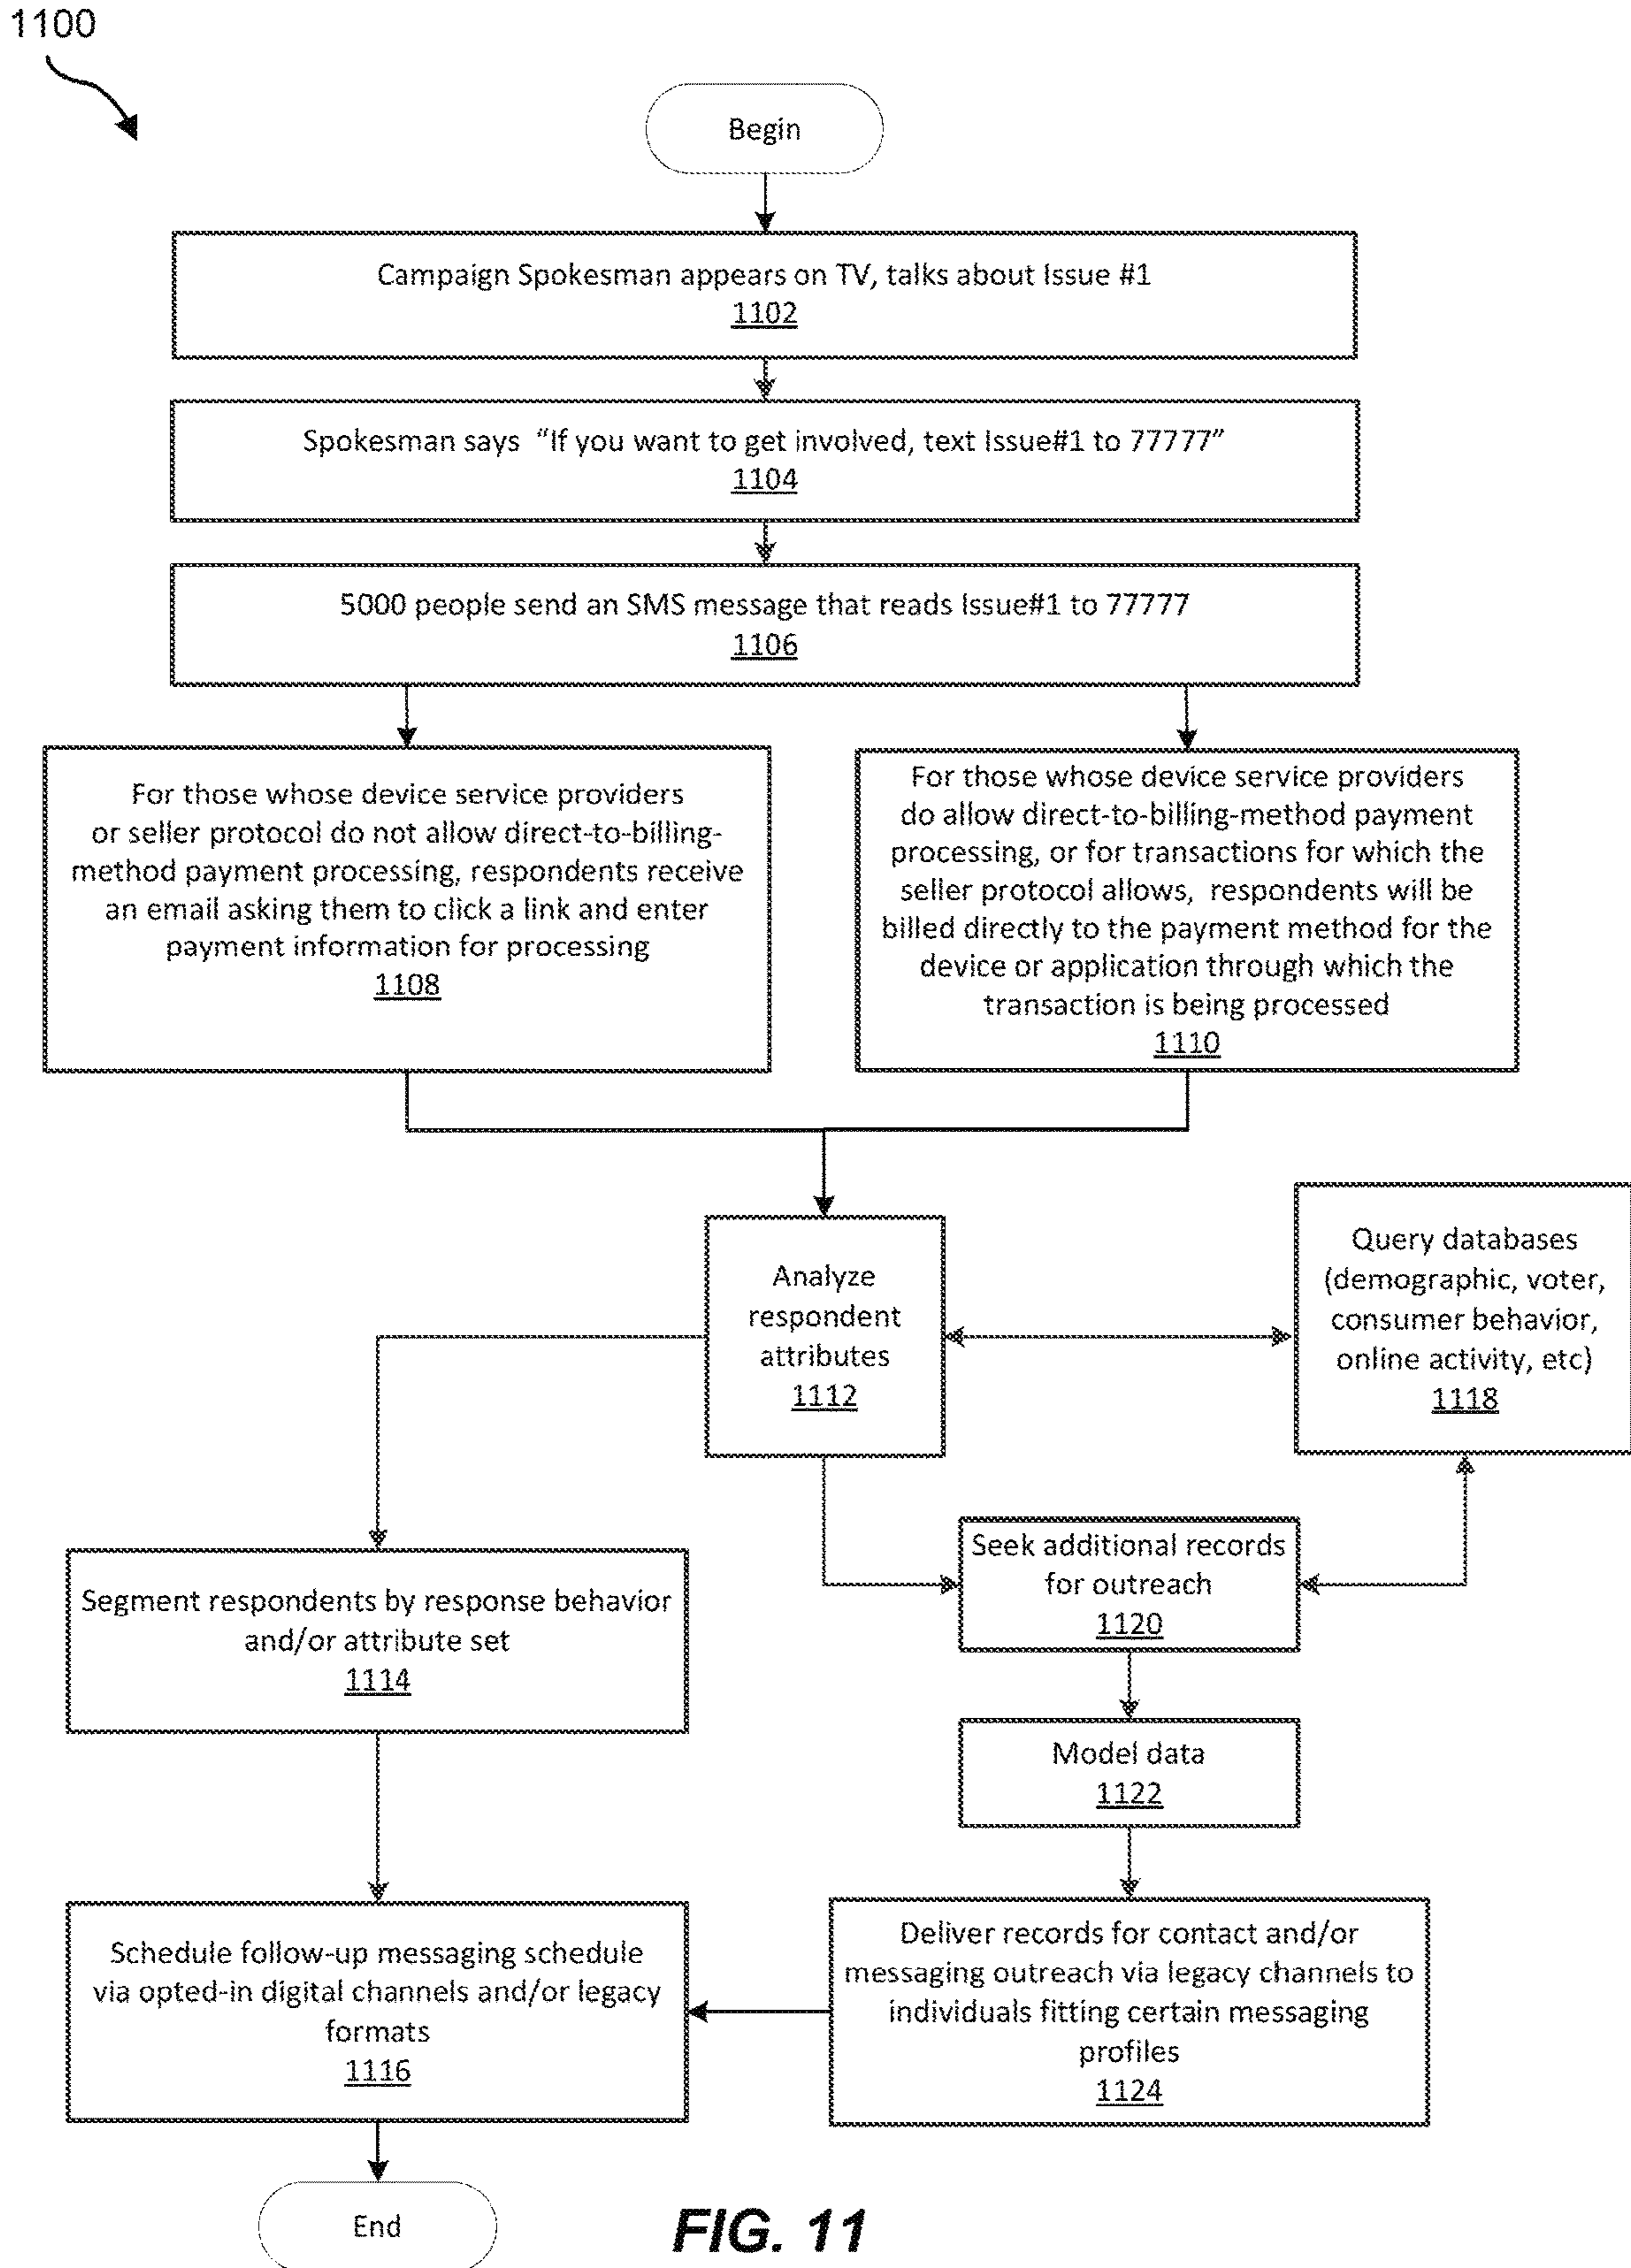 1100
Begin
Campaign Spokesman appears on TV, talks about Issue #1
1102
Spokesman says  “If you want to get involved, text Issue#1 to 77777”
1104
5000 people send an SMS message that reads Issue#1 to 77777
1106
For those whose device service providers
or seller protocol do not allow direct-to-billing-
method payment processing, respondents receive
an email asking them to click a link and enter
payment information for processing
1108
For those whose device service providers
do allow direct-to-billing-method payment
processing, or for transactions for which the
seller protocol allows,  respondents will be
billed directly to the payment method for the
device or application through which the
transaction is being processed
1110
Analyze
respondent
attributes
1112
Query databases
(demographic, voter,
consumer behavior,
online activity, etc)
1118
Segment respondents by response behavior
and/or attribute set
1114
Seek additional records
for outreach
1120
Model data
1122
Schedule follow-up messaging schedule
via opted-in digital channels and/or legacy
formats
1116
Deliver records for contact and/or
messaging outreach via legacy channels to
individuals fitting certain messaging
profiles
1124
End
FIG. 11